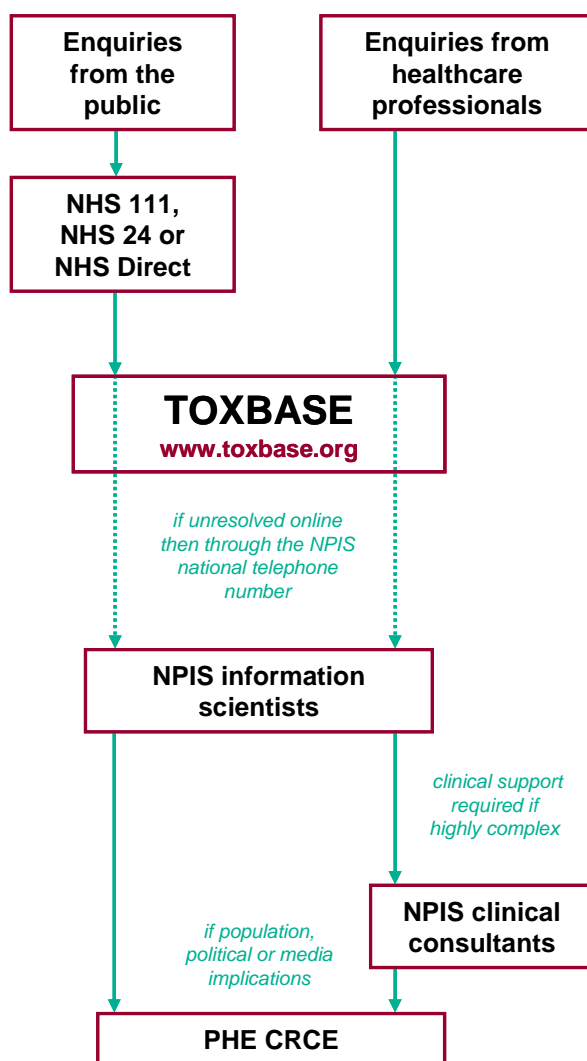 Enquiries
from the
public
Enquiries from
healthcare
professionals
NHS 111,
NHS 24 or
NHS Direct
TOXBASE
www.toxbase.org
if unresolved online
then through the NPIS
national telephone
number
NPIS information
scientists
clinical support
required if
highly complex
NPIS clinical
consultants
if population,
political or media
implications
PHE CRCE